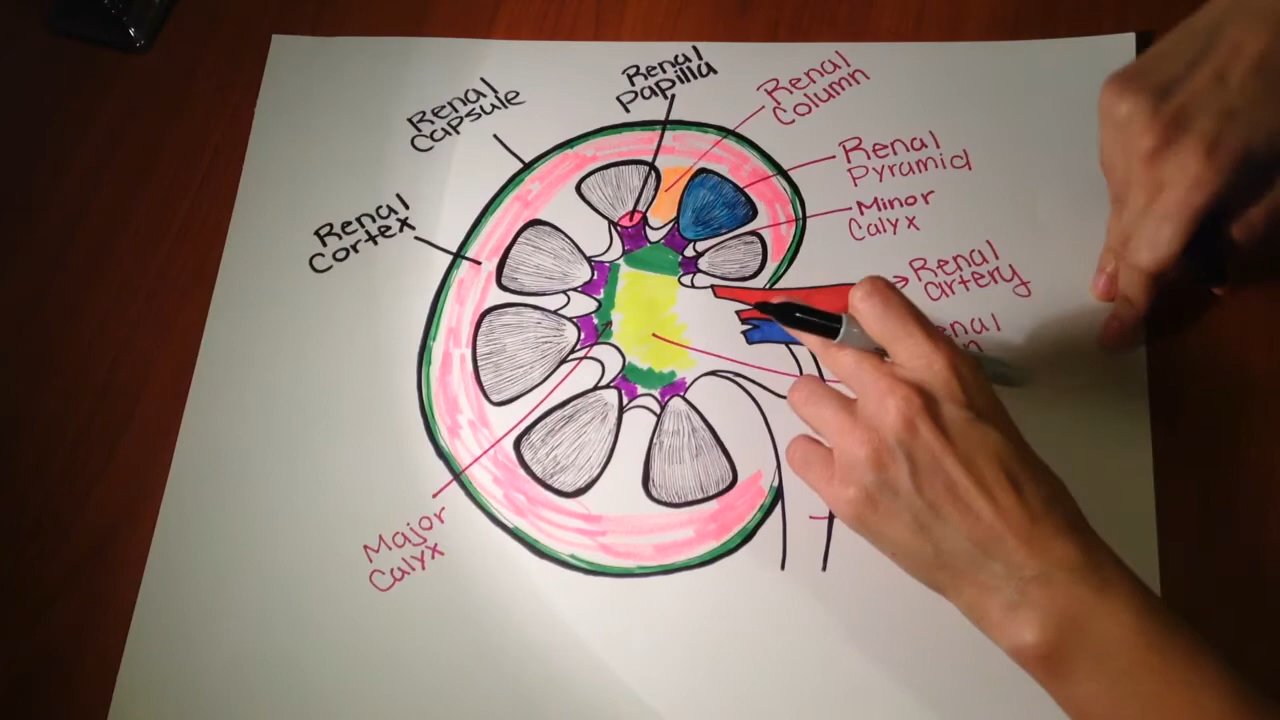 Renal
Capsule
Renal
Papilla
Renal
Column
Renal
Pyramid
Minor
Calyx
Renal
Cortex
Renal
artery
Major
Calyx